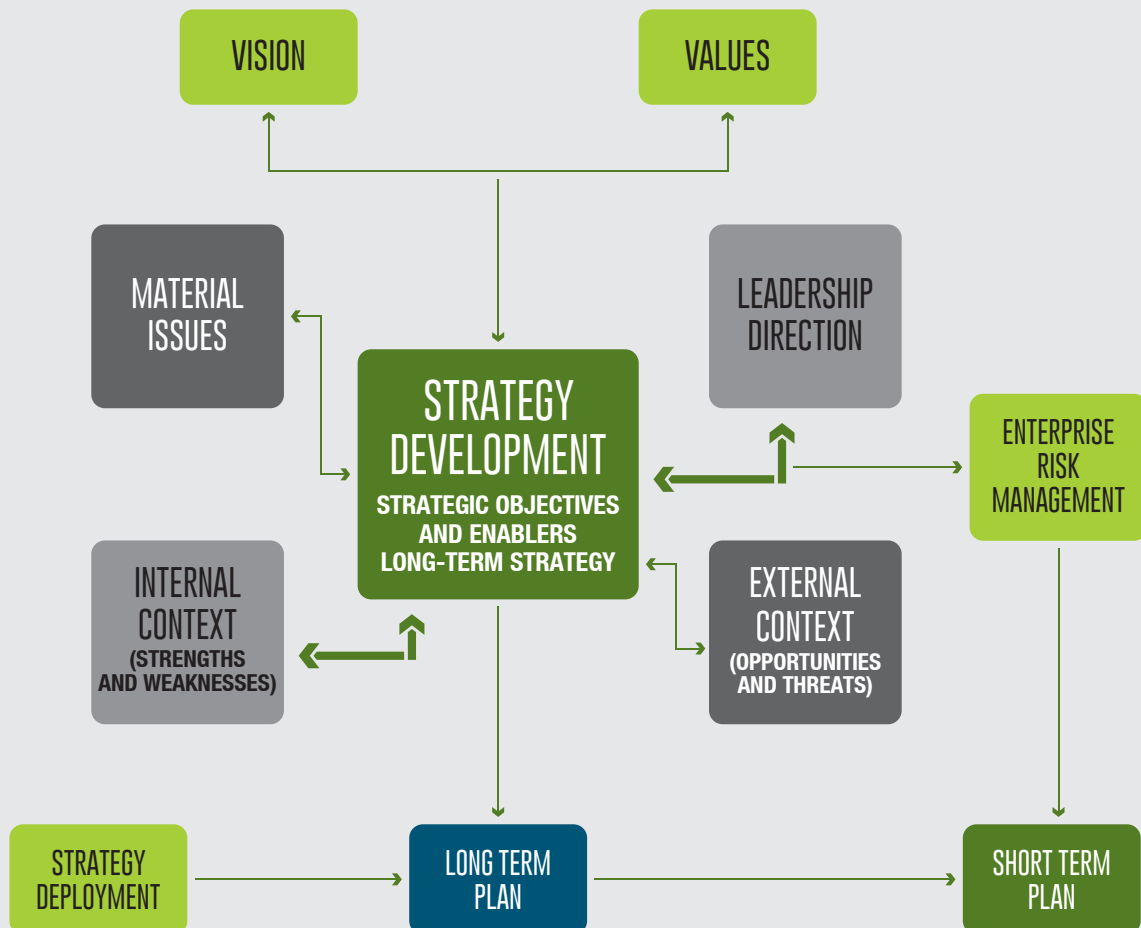 VISION
VALUES
MATERIAL
ISSUES
LEADERSHIP
DIRECTION
STRATEGY
DEVELOPMENT
STRATEGIC OBJECTIVES
AND ENABLERS
LONG-TERM STRATEGY
ENTERPRISE
RISK
MANAGEMENT
INTERNAL
CONTEXT
(STRENGTHS
AND WEAKNESSES)
EXTERNAL
CONTEXT
(OPPORTUNITIES
AND THREATS)
STRATEGY
DEPLOYMENT
LONG TERM
PLAN
SHORT TERM
PLAN